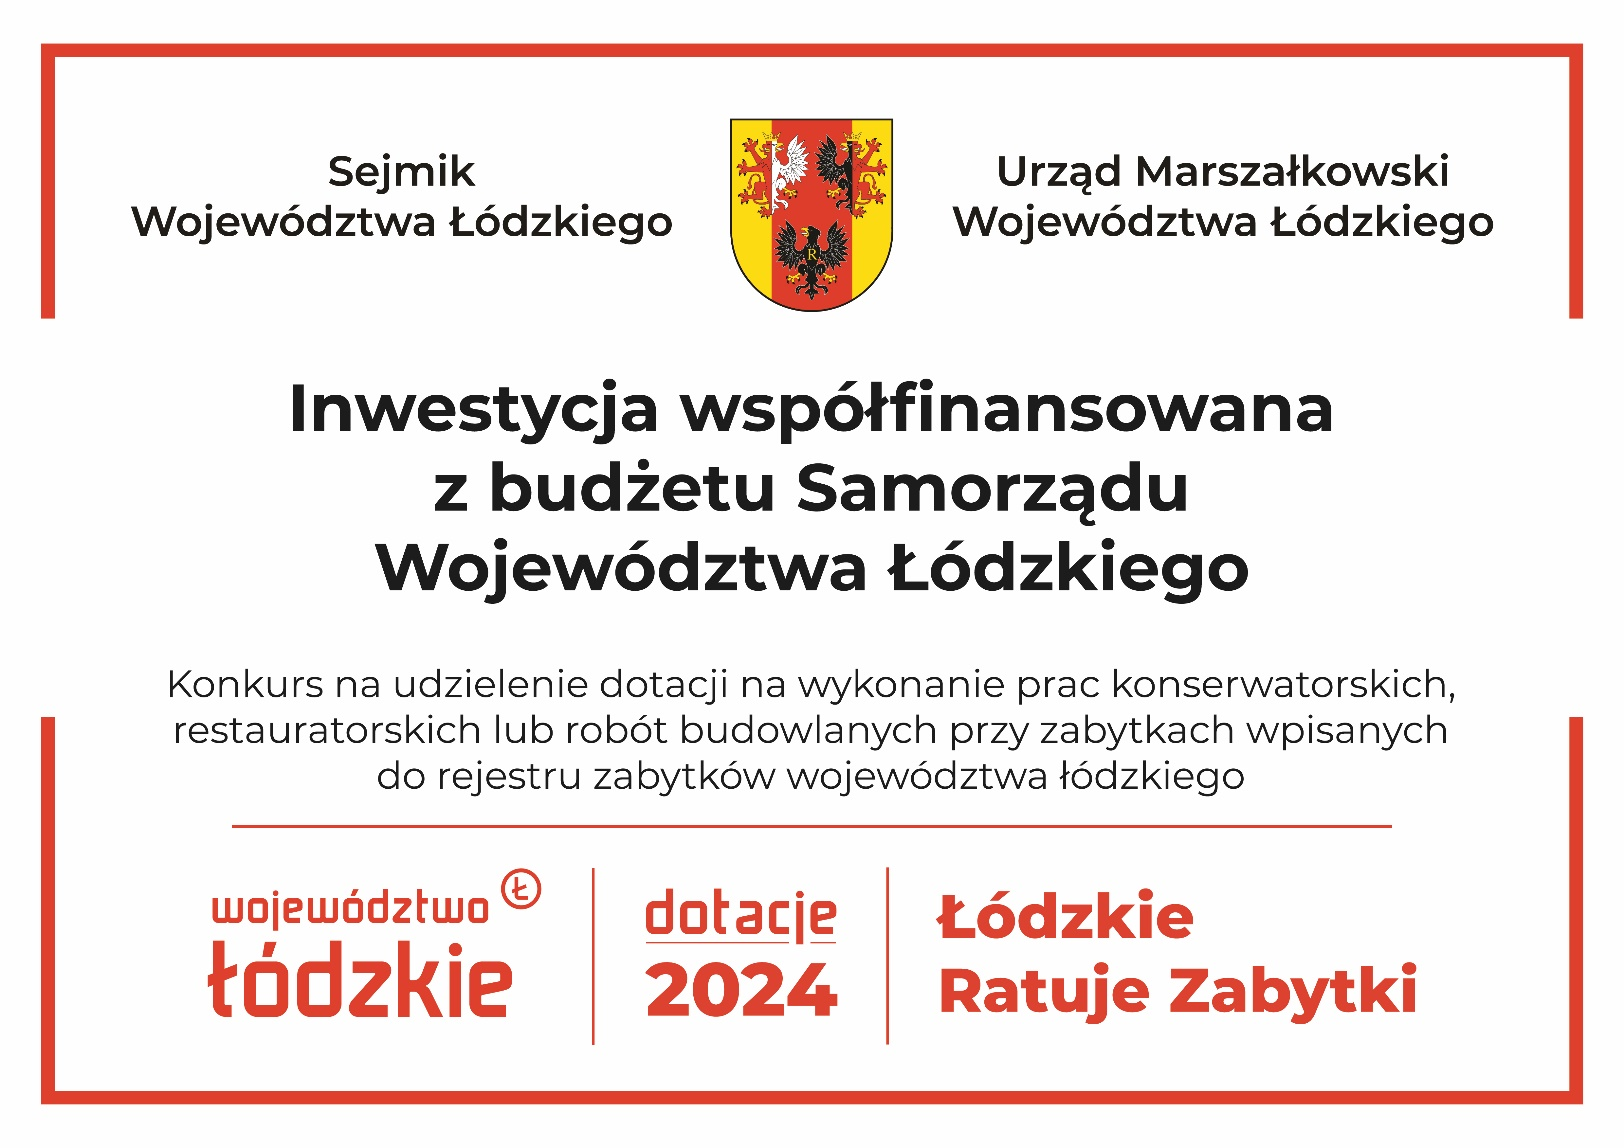 Sejmik
Województwa Łódzkiego
R
Urząd Marszałkowski
Województwa Łódzkiego
Inwestycja współfinansowana
z budżetu Samorządu
Województwa Łódzkiego
Konkurs na udzielenie dotacji na wykonanie prac konserwatorskich,
restauratorskich lub robót budowlanych przy zabytkach wpisanych
do rejestru zabytków województwa łódzkiego
województwo Ł
łódzkie
dotacje
2024
Łódzkie
Ratuje Zabytki